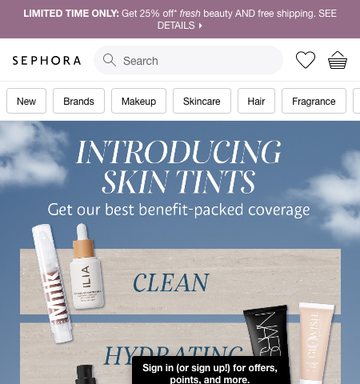 LIMITED TIME ONLY: Get 25% off* fresh beauty AND free shipping. SEE
DETAILS
SEPHORA
Search
New
Brands
Makeup
Skincare
Hair
Fragrance
INTRODUCING
SKIN TINTS
Get our best benefit-packed coverage
Milk
ILIA
CLEAN
NARS
GLOWISH
HYDRATING
Sign in (or sign up!) for offers,
points, and more.